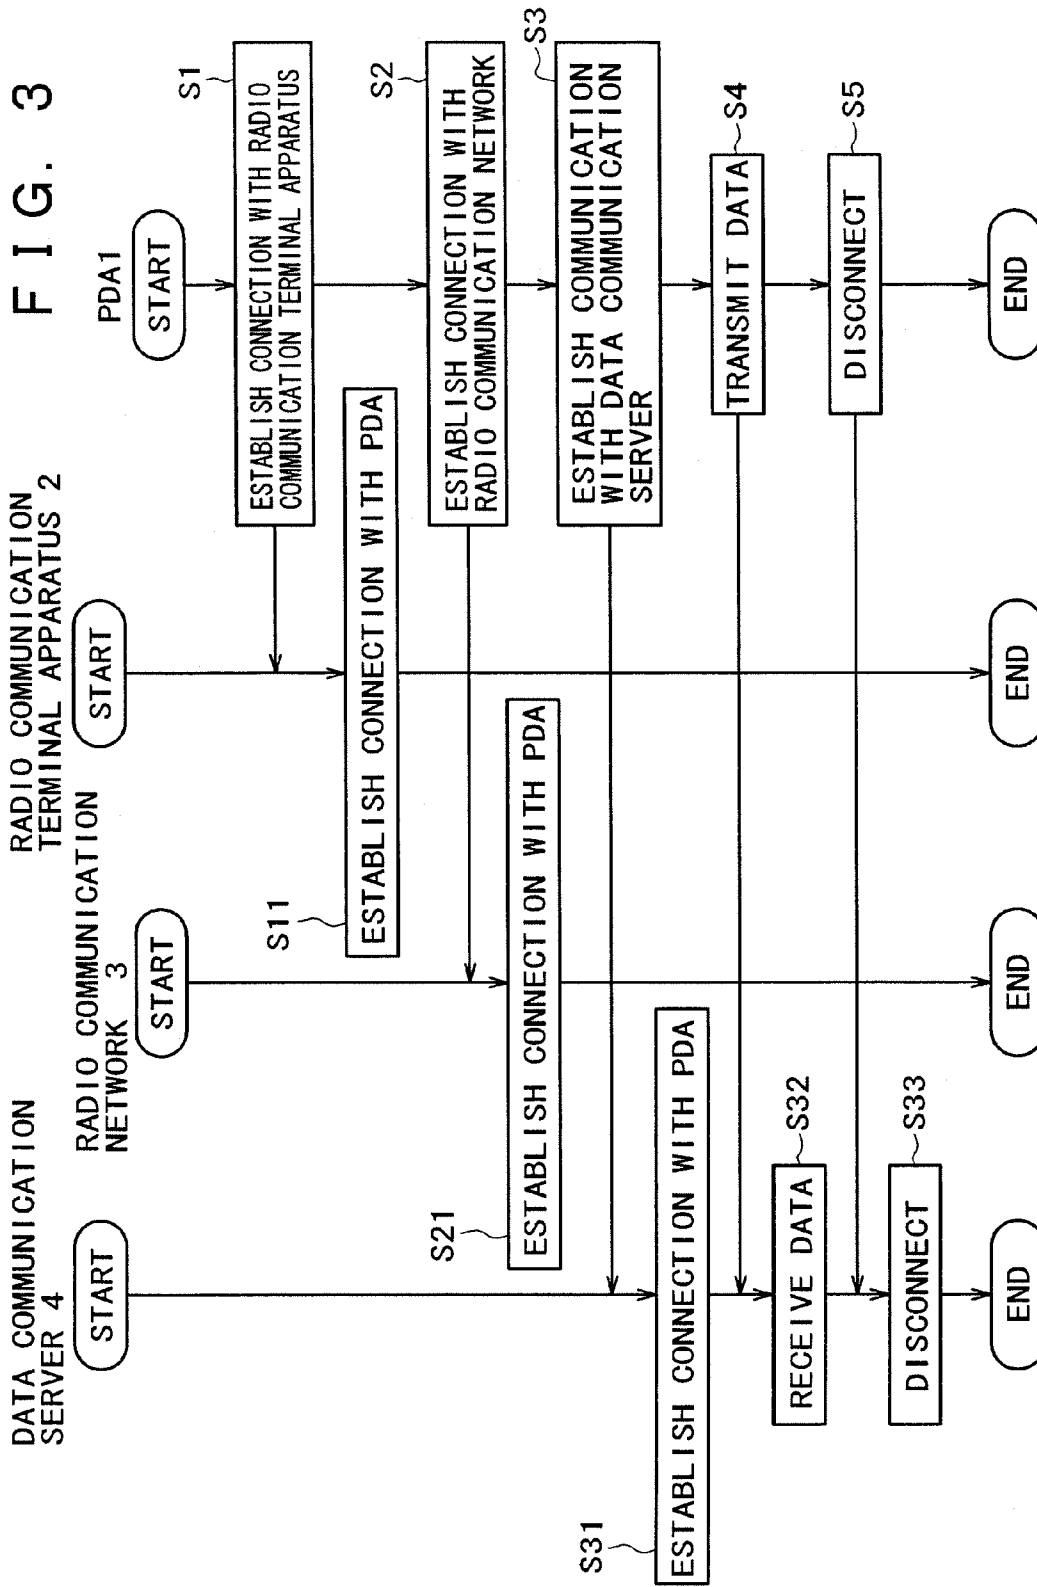 FIG. 3
DATA COMMUNICATION
SERVER 4
RADIO COMMUNICATION
NETWORK 3
RADIO COMMUNICATION
TERMINAL APPARATUS 2
PDA1
START
START
START
START
S1
ESTABLISH CONNECTION WITH RADIO
COMMUNICATION TERMINAL APPARATUS
S11
ESTABLISH CONNECTION WITH PDA
S2
ESTABLISH CONNECTION WITH
RADIO COMMUNICATION NETWORK
S21
ESTABLISH CONNECTION WITH PDA
S3
ESTABLISH COMMUNICATION
WITH DATA COMMUNICATION
SERVER
S31
ESTABLISH CONNECTION WITH PDA
S4
TRANSMIT DATA
S32
RECEIVE DATA
S5
DISCONNECT
S33
DISCONNECT
END
END
END
END